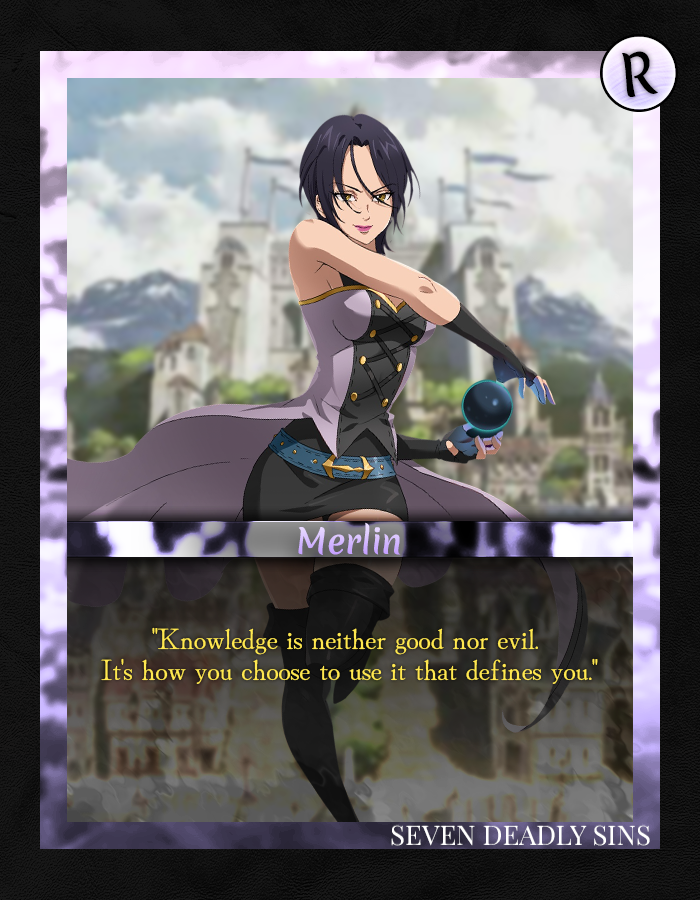 R
Merlin
"Knowledge is neither good nor evil.
It's how you choose to use it that defines you."
SEVEN DEADLY SINS